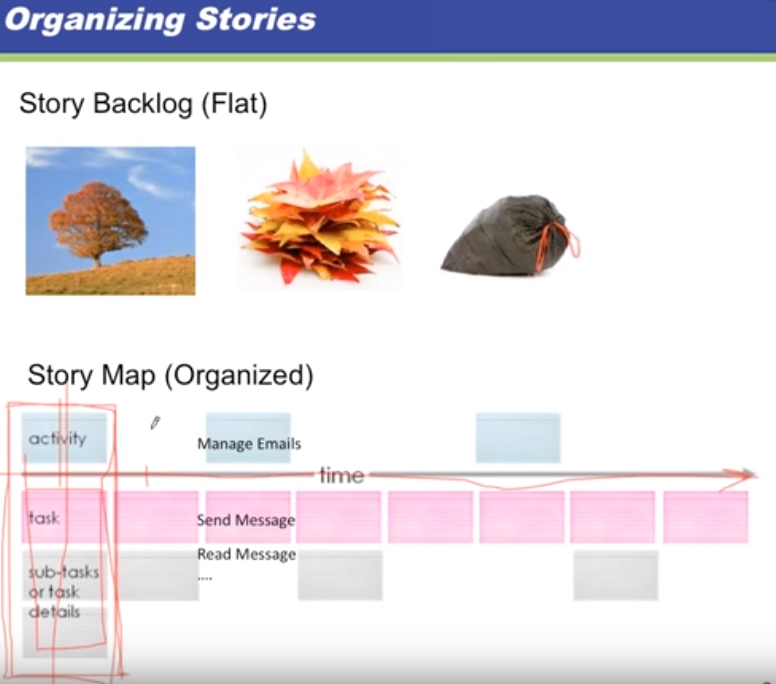 Organizing Stories
Story Backlog (Flat)
Story Map (Organized)
activity
Manage Emails
time
task
Send Message
Read Message
....
sub-tasks
or task
details